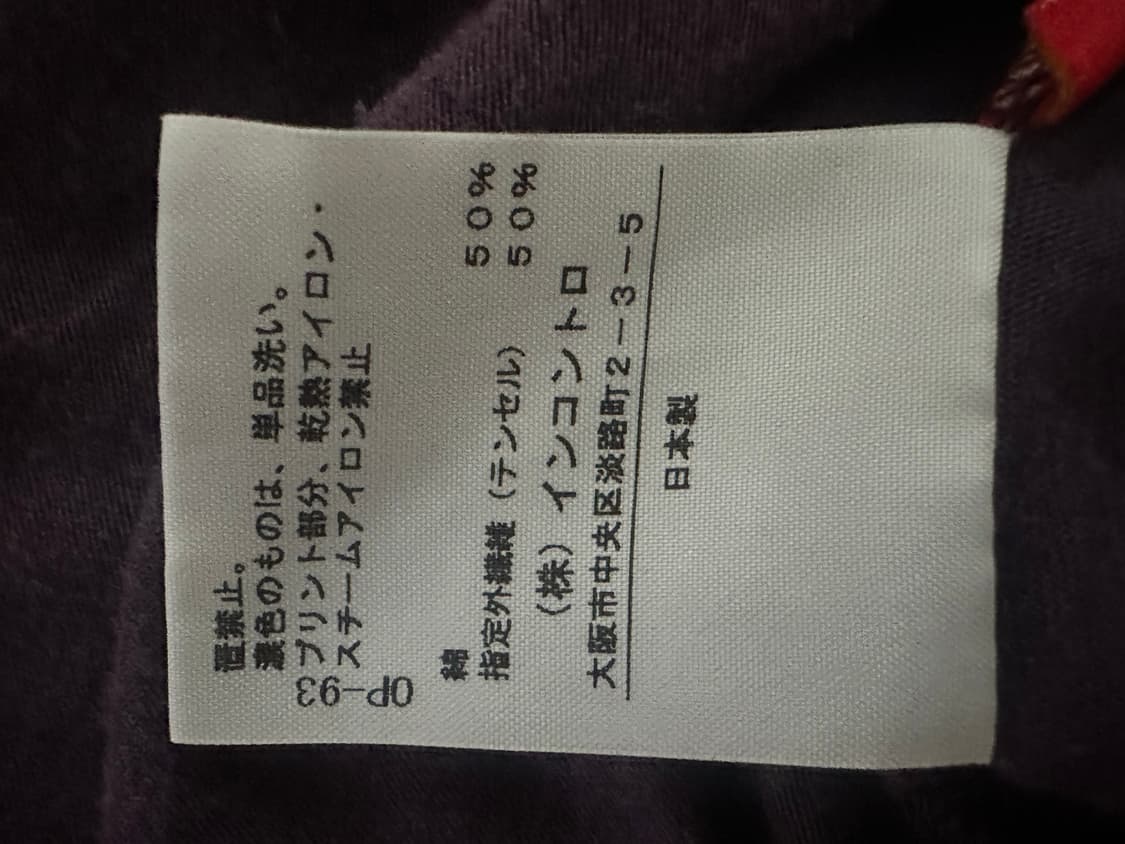 置禁止。
濃色のものは、単品洗い。
プリント部分、乾熱アイロン・
スチームアイロン禁止
OP-93
綿 50%
指定外繊維（テンセル） 50%
（株）インコントロ
大阪市中央区淡路町2-3-5
日本製